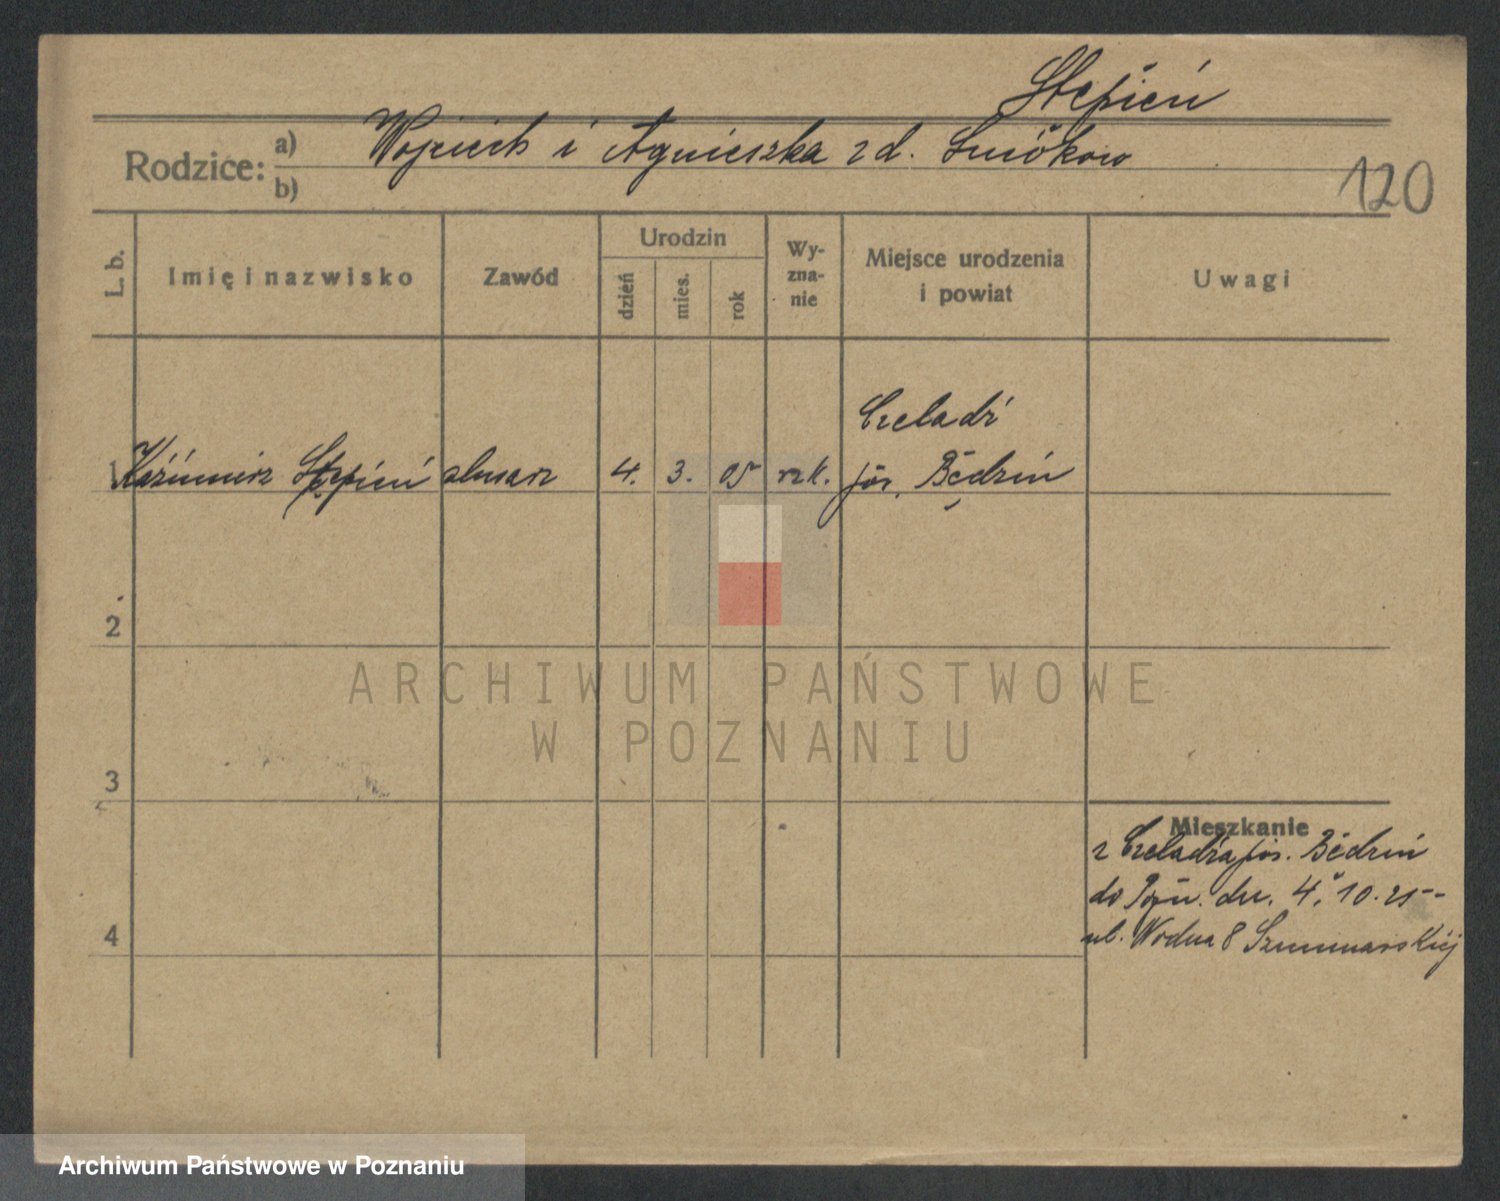 Stępień
Rodzice: a) Wojciech i Agnieszka zd.
b)
120
L. b.
Imię i nazwisko
Zawód
Urodzin
dzień
mies.
rok
Wy-
zna-
nie
Miejsce urodzenia
i powiat
Uwagi
1 Kazimierz Stępień ślusarz 4. 3. 05 rzk. Czeladź
pow. Będzin
2
3
4
Mieszkanie
z Czeladzi pow. Będzin
do Pozn. dn. 4. 10. 25
ul. Wodna 8
ARCHIWUM PAŃSTWOWE
W POZNANIU
Archiwum Państwowe w Poznaniu